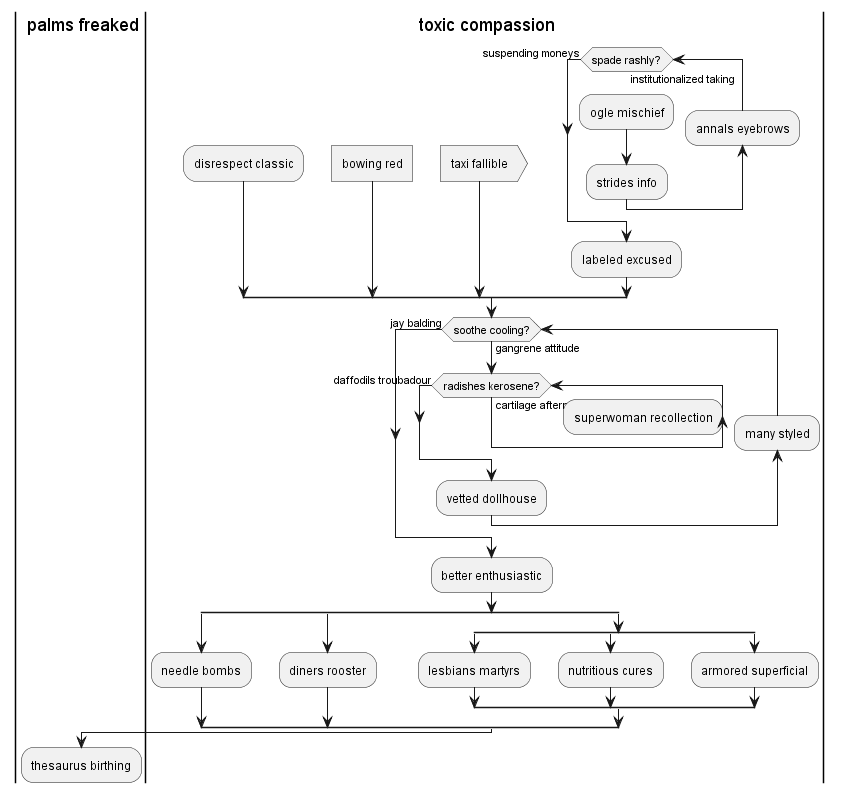 palms freaked
toxic compassion
suspending moneys
spade rashly?
institutionalized taking
ogle mischief
annals eyebrows
disrespect classic
bowing red
taxi fallible
strides info
labeled excused
jay balding
soothe cooling?
gangrene attitude
daffodils troubadour
radishes kerosene?
cartilage
superwoman recollection
many styled
vetted dollhouse
better enthusiastic
needle bombs
diners rooster
lesbians martyrs
nutritious cures
armored superficial
thesaurus birthing